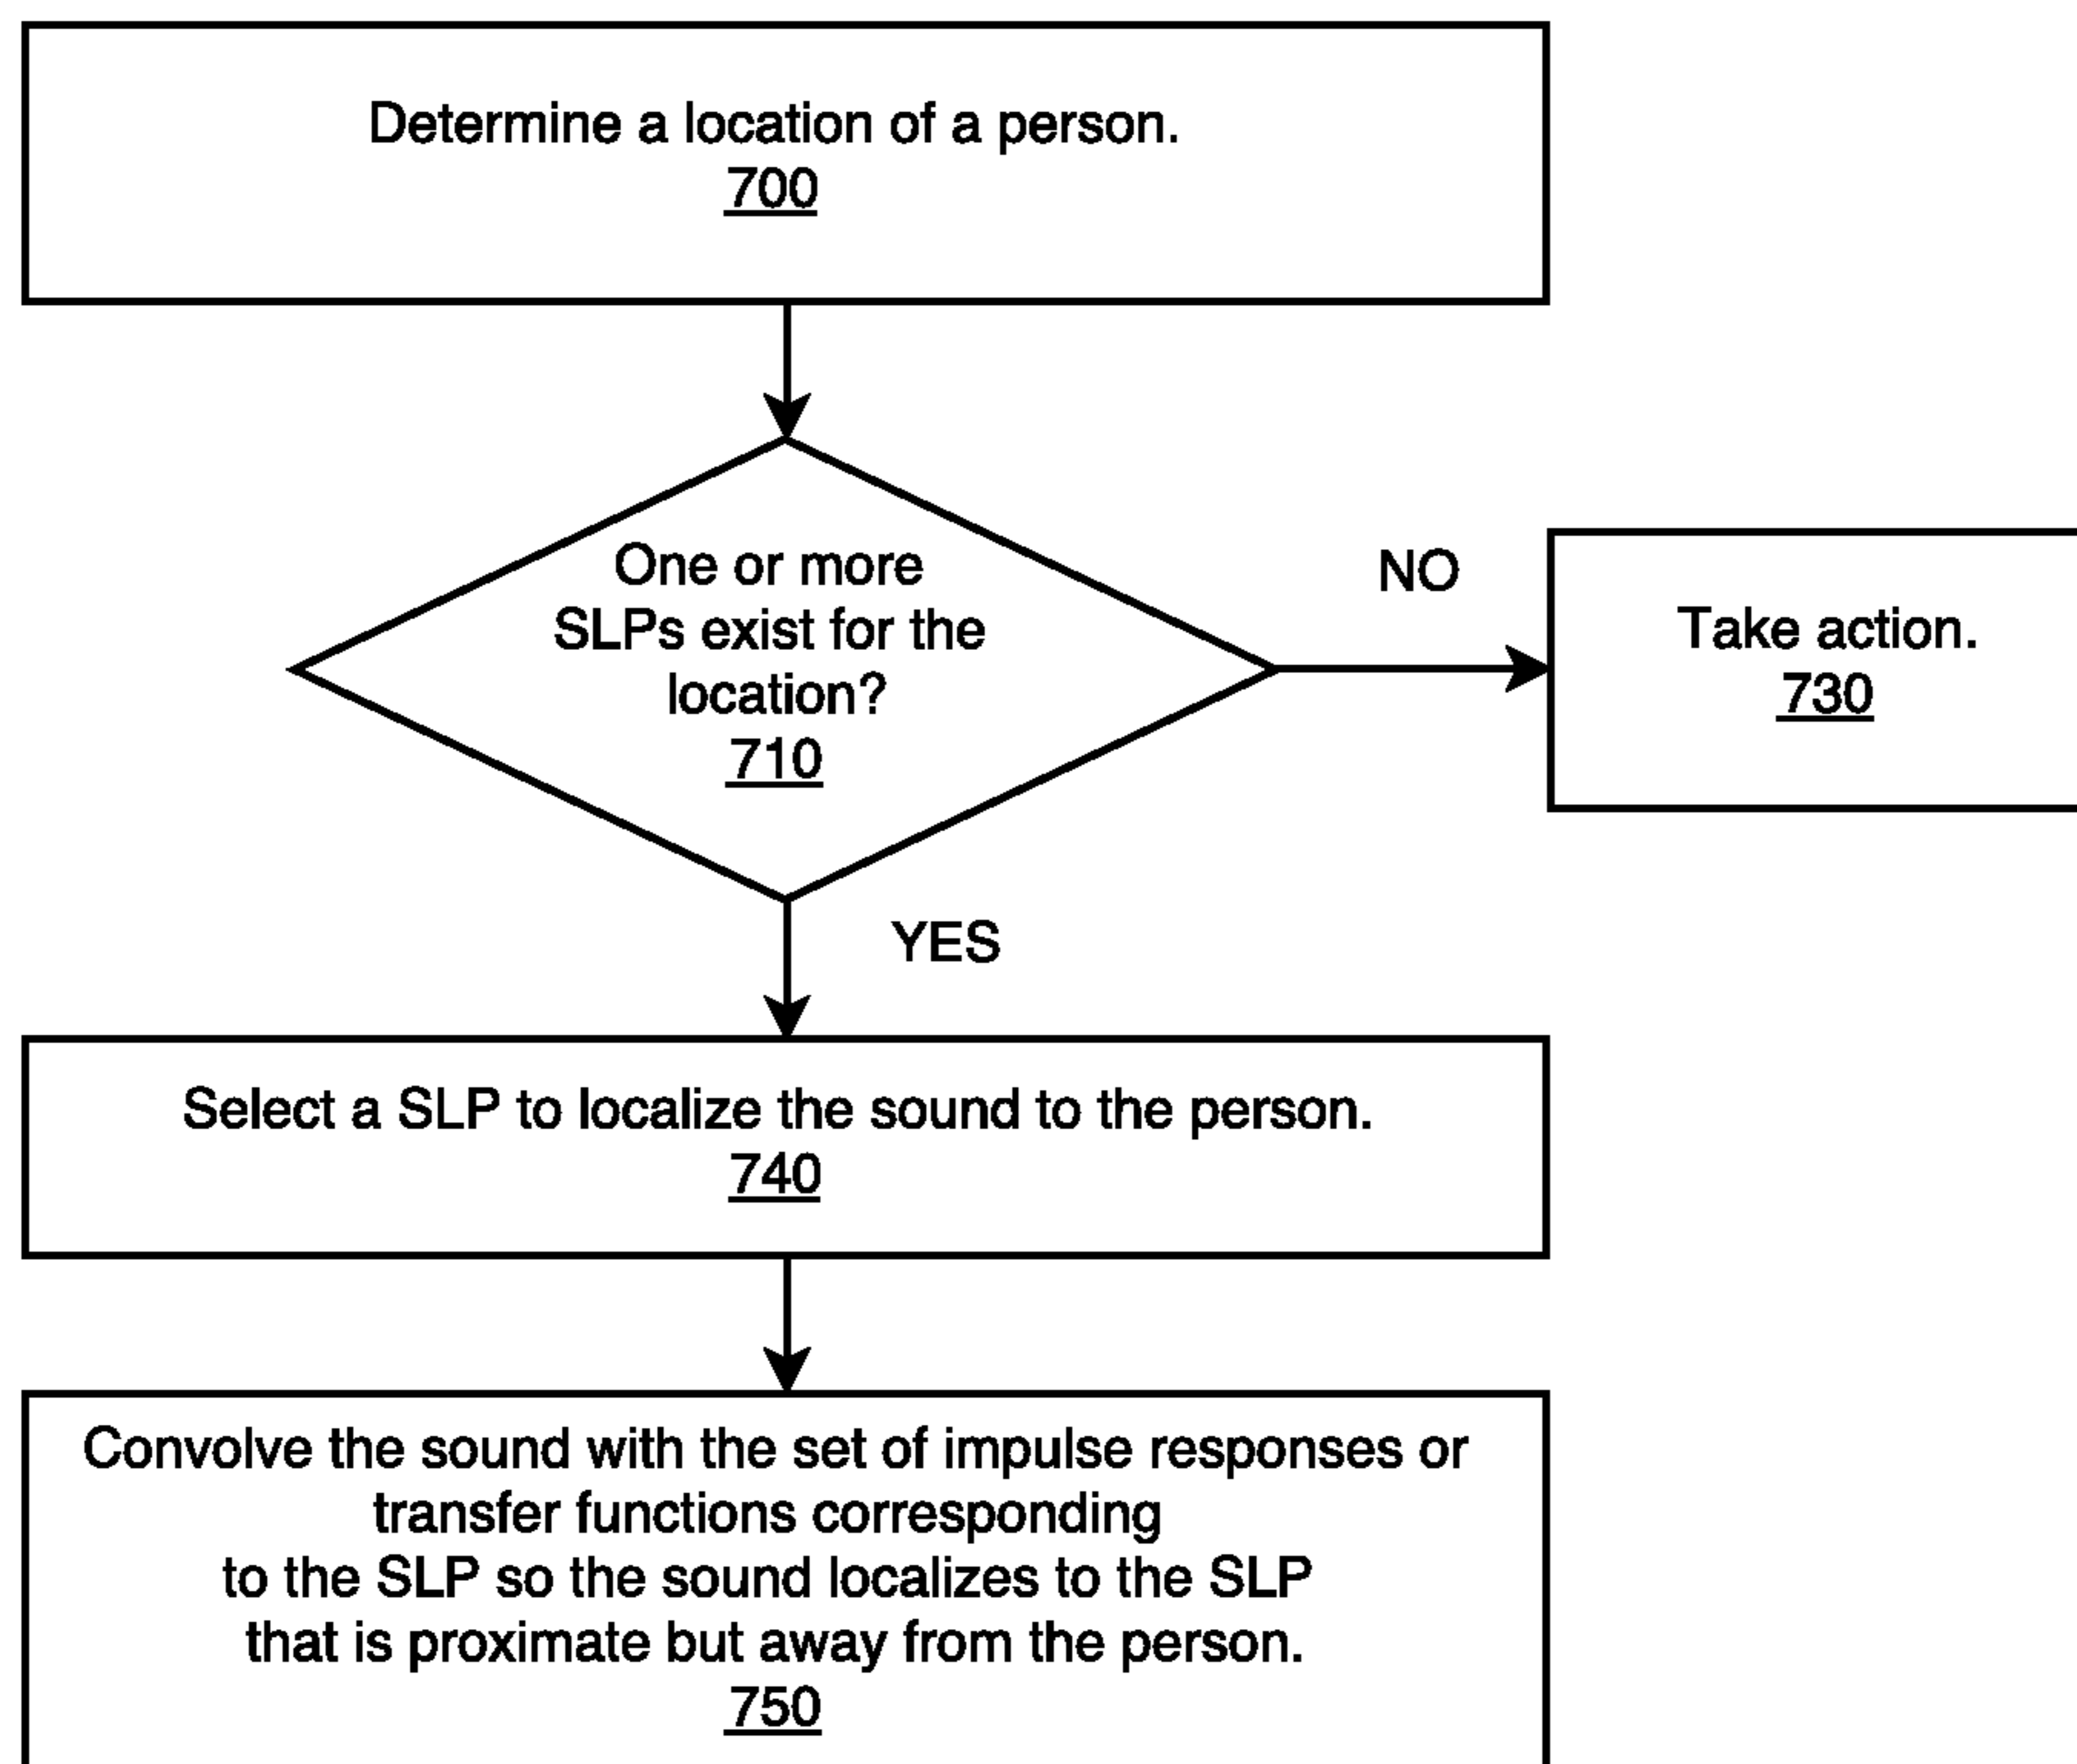 Determine a location of a person.
700
One or more
SLPs exist for the
location?
710
NO
Take action.
730
YES
Select a SLP to localize the sound to the person.
740
Convolve the sound with the set of impulse responses or
transfer functions corresponding
to the SLP so the sound localizes to the SLP
that is proximate but away from the person.
750